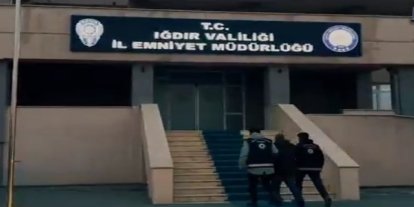 T.C.
IĞDIR VALİLİĞİ
İL EMNİYET MÜDÜRLÜĞÜ